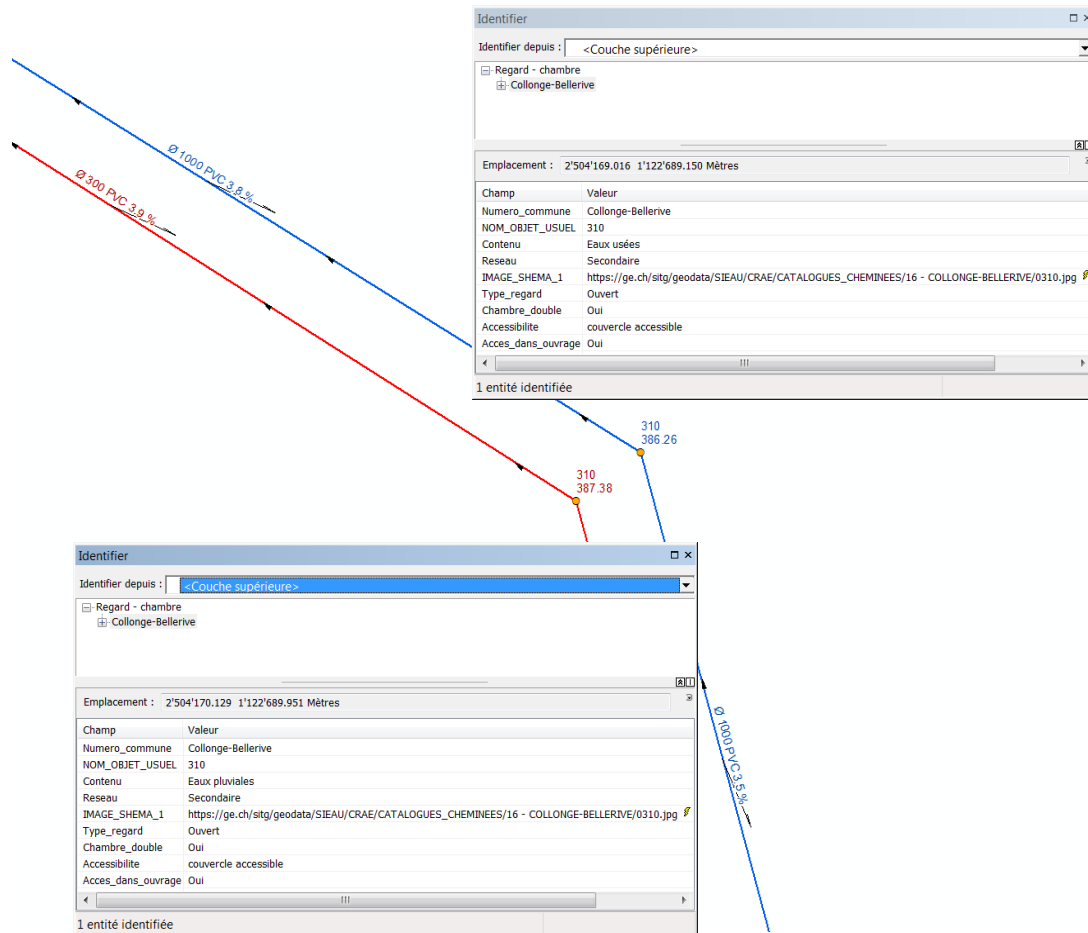 Identifier
Identifier depuis : <Couche supérieure>
Regard - chambre
Collonge-Bellerive
Emplacement : 2'504'169.016 1'122'689.150 Mètres
Champ Valeur
Numero_commune Collonge-Bellerive
NOM_OBJET_USUEL 310
Contenu Eaux usées
Reseau Secondaire
IMAGE_SHEMA_1 https://ge.ch/sitg/geodata/SIEAU/CRAE/CATALOGUES_CHEMINEES/16 - COLLONGE-BELLERIVE/0310.jpg
Type_regard Ouvert
Chambre_double Oui
Accessibilite couvercle accessible
Acces_dans_ouvrage Oui
1 entité identifiée
Ø 1000 PVC 3.8 %
Ø 300 PVC 3.9 %
310
386.26
310
387.38
Identifier
Identifier depuis : <Couche supérieure>
Regard - chambre
Collonge-Bellerive
Emplacement : 2'504'170.129 1'122'689.951 Mètres
Champ Valeur
Numero_commune Collonge-Bellerive
NOM_OBJET_USUEL 310
Contenu Eaux pluviales
Reseau Secondaire
IMAGE_SHEMA_1 https://ge.ch/sitg/geodata/SIEAU/CRAE/CATALOGUES_CHEMINEES/16 - COLLONGE-BELLERIVE/0310.jpg
Type_regard Ouvert
Chambre_double Oui
Accessibilite couvercle accessible
Acces_dans_ouvrage Oui
1 entité identifiée
Ø 1000 PVC 3.5 %